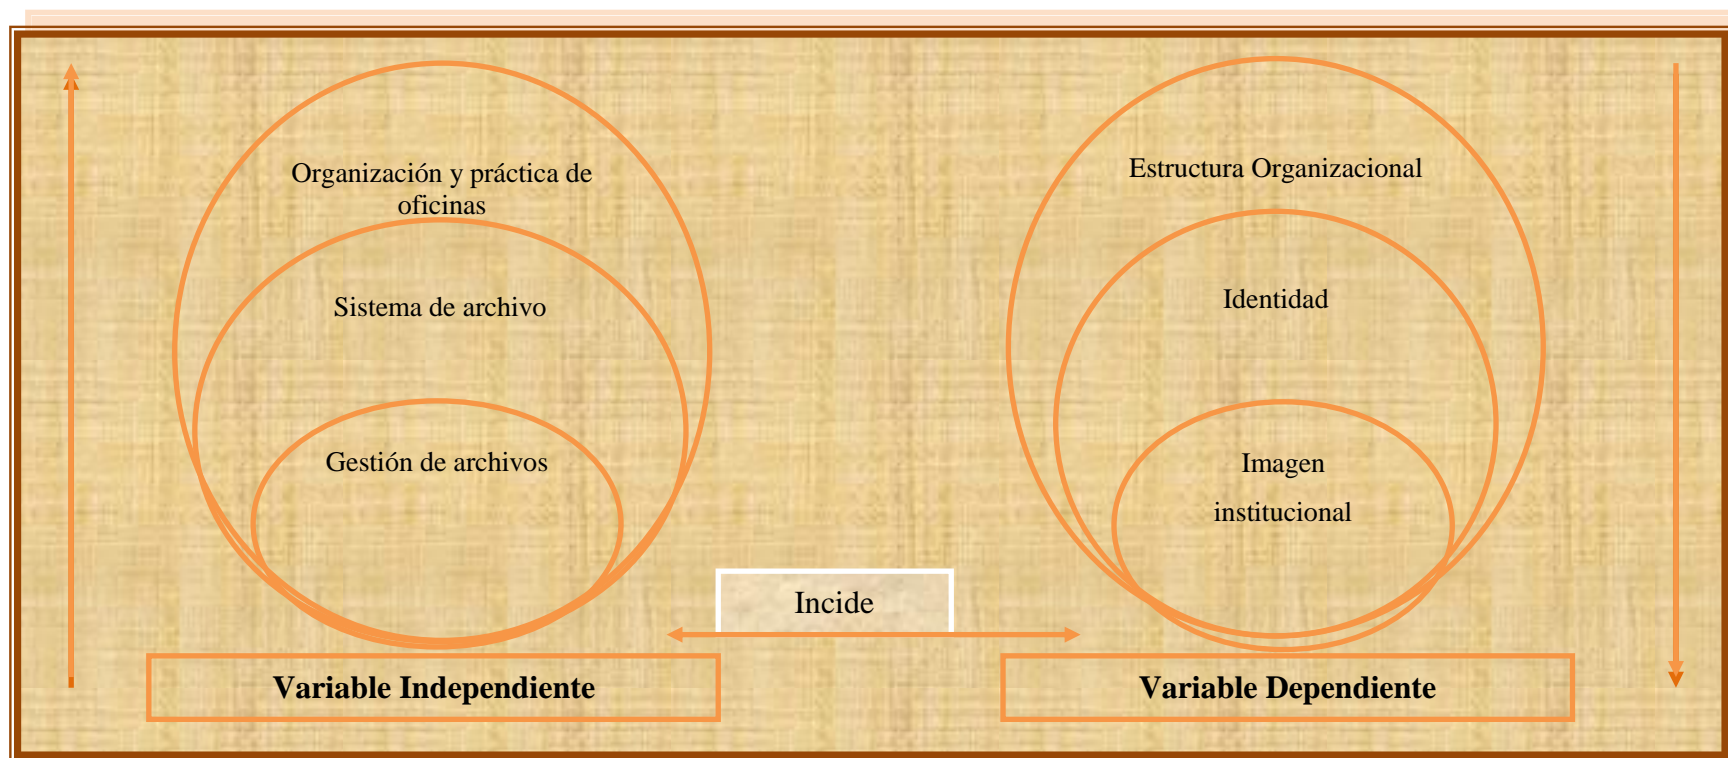 Organización y práctica de
oficinas
Sistema de archivo
Gestión de archivos
Variable Independiente
Incide
Estructura Organizacional
Identidad
Imagen
institucional
Variable Dependiente